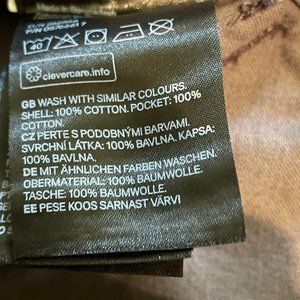 40
clevercare.info
GB WASH WITH SIMILAR COLOURS.
SHELL: 100% COTTON. POCKET: 100%
COTTON.
CZ PERTE S PODOBNÝMI BARVAMI.
SVRCHNÍ LÁTKA: 100% BAVLNA. KAPSA:
100% BAVLNA.
DE MIT ÄHNLICHEN FARBEN WASCHEN.
OBERMATERIAL: 100% BAUMWOLLE.
TASCHE: 100% BAUMWOLLE.
EE PESE KOOS SARNAST VÄRVI